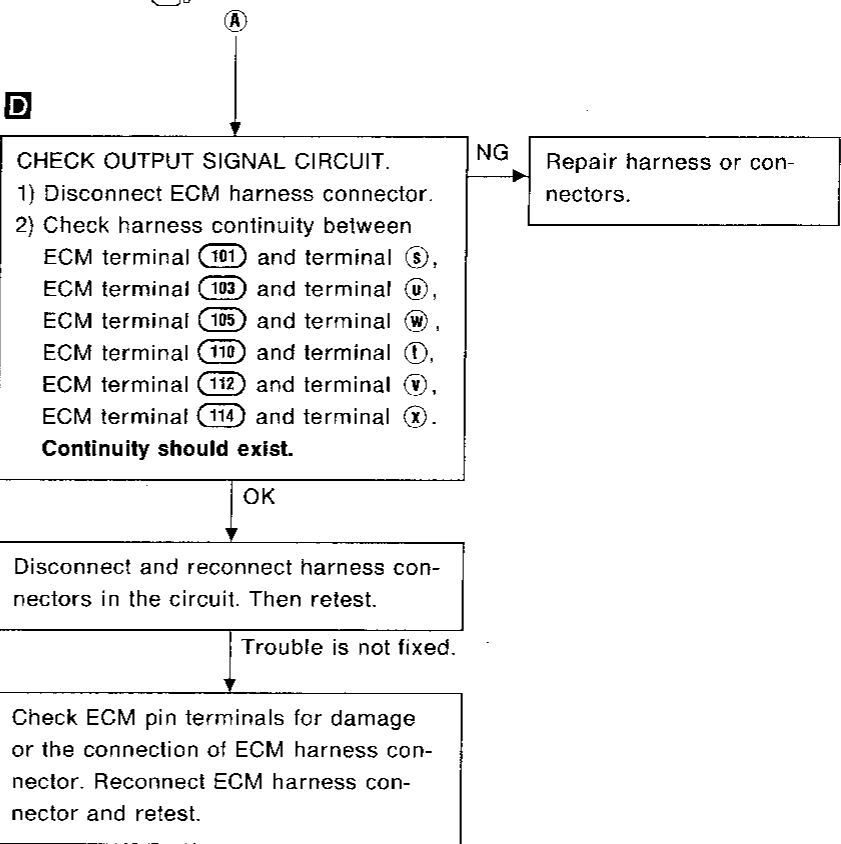 A
D
CHECK OUTPUT SIGNAL CIRCUIT.
1) Disconnect ECM harness connector.
2) Check harness continuity between
ECM terminal 101 and terminal s,
ECM terminal 103 and terminal u,
ECM terminal 105 and terminal w,
ECM terminal 110 and terminal t,
ECM terminal 112 and terminal v,
ECM terminal 114 and terminal x.
Continuity should exist.
NG
Repair harness or con-
nectors.
OK
Disconnect and reconnect harness con-
nectors in the circuit. Then retest.
Trouble is not fixed.
Check ECM pin terminals for damage
or the connection of ECM harness con-
nector. Reconnect ECM harness con-
nector and retest.